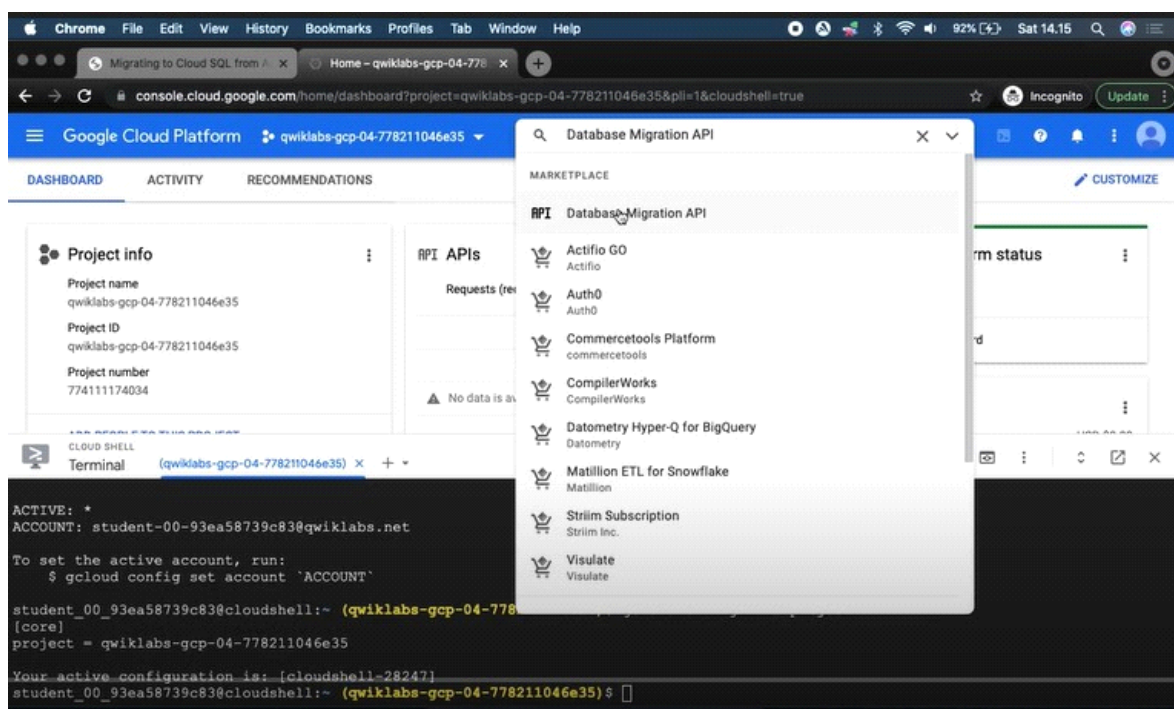 Chrome File Edit View History Bookmarks Profiles Tab Window Help 92% Sat 14.15
Migrating to Cloud SQL from Home – qwiklabs-gcp-04-778
console.cloud.google.com/home/dashboard?project=qwiklabs-gcp-04-778211046e35&pli=1&cloudshell=true Incognito Update
Google Cloud Platform qwiklabs-gcp-04-778211046e35 Database Migration API
DASHBOARD ACTIVITY RECOMMENDATIONS CUSTOMIZE
MARKETPLACE
API Database Migration API
Actifio GO
Actifio
Auth0
Auth0
Commercetools Platform
commercetools
CompilerWorks
CompilerWorks
Datometry Hyper-Q for BigQuery
Datometry
Matillion ETL for Snowflake
Matillion
Striim Subscription
Striim Inc.
Visulate
Visulate
Project info
Project name
qwiklabs-gcp-04-778211046e35
Project ID
qwiklabs-gcp-04-778211046e35
Project number
774111174034
API APIs
Requests
No data is
status
CLOUD SHELL
Terminal (qwiklabs-gcp-04-778211046e35)
ACTIVE: *
ACCOUNT: student-00-93ea58739c83@qwiklabs.net
To set the active account, run:
$ gcloud config set account `ACCOUNT`
student_00_93ea58739c83@cloudshell:~ (qwiklabs-gcp-04-778
[core]
project = qwiklabs-gcp-04-778211046e35
Your active configuration is: [cloudshell-28247]
student_00_93ea58739c83@cloudshell:~ (qwiklabs-gcp-04-778211046e35)$